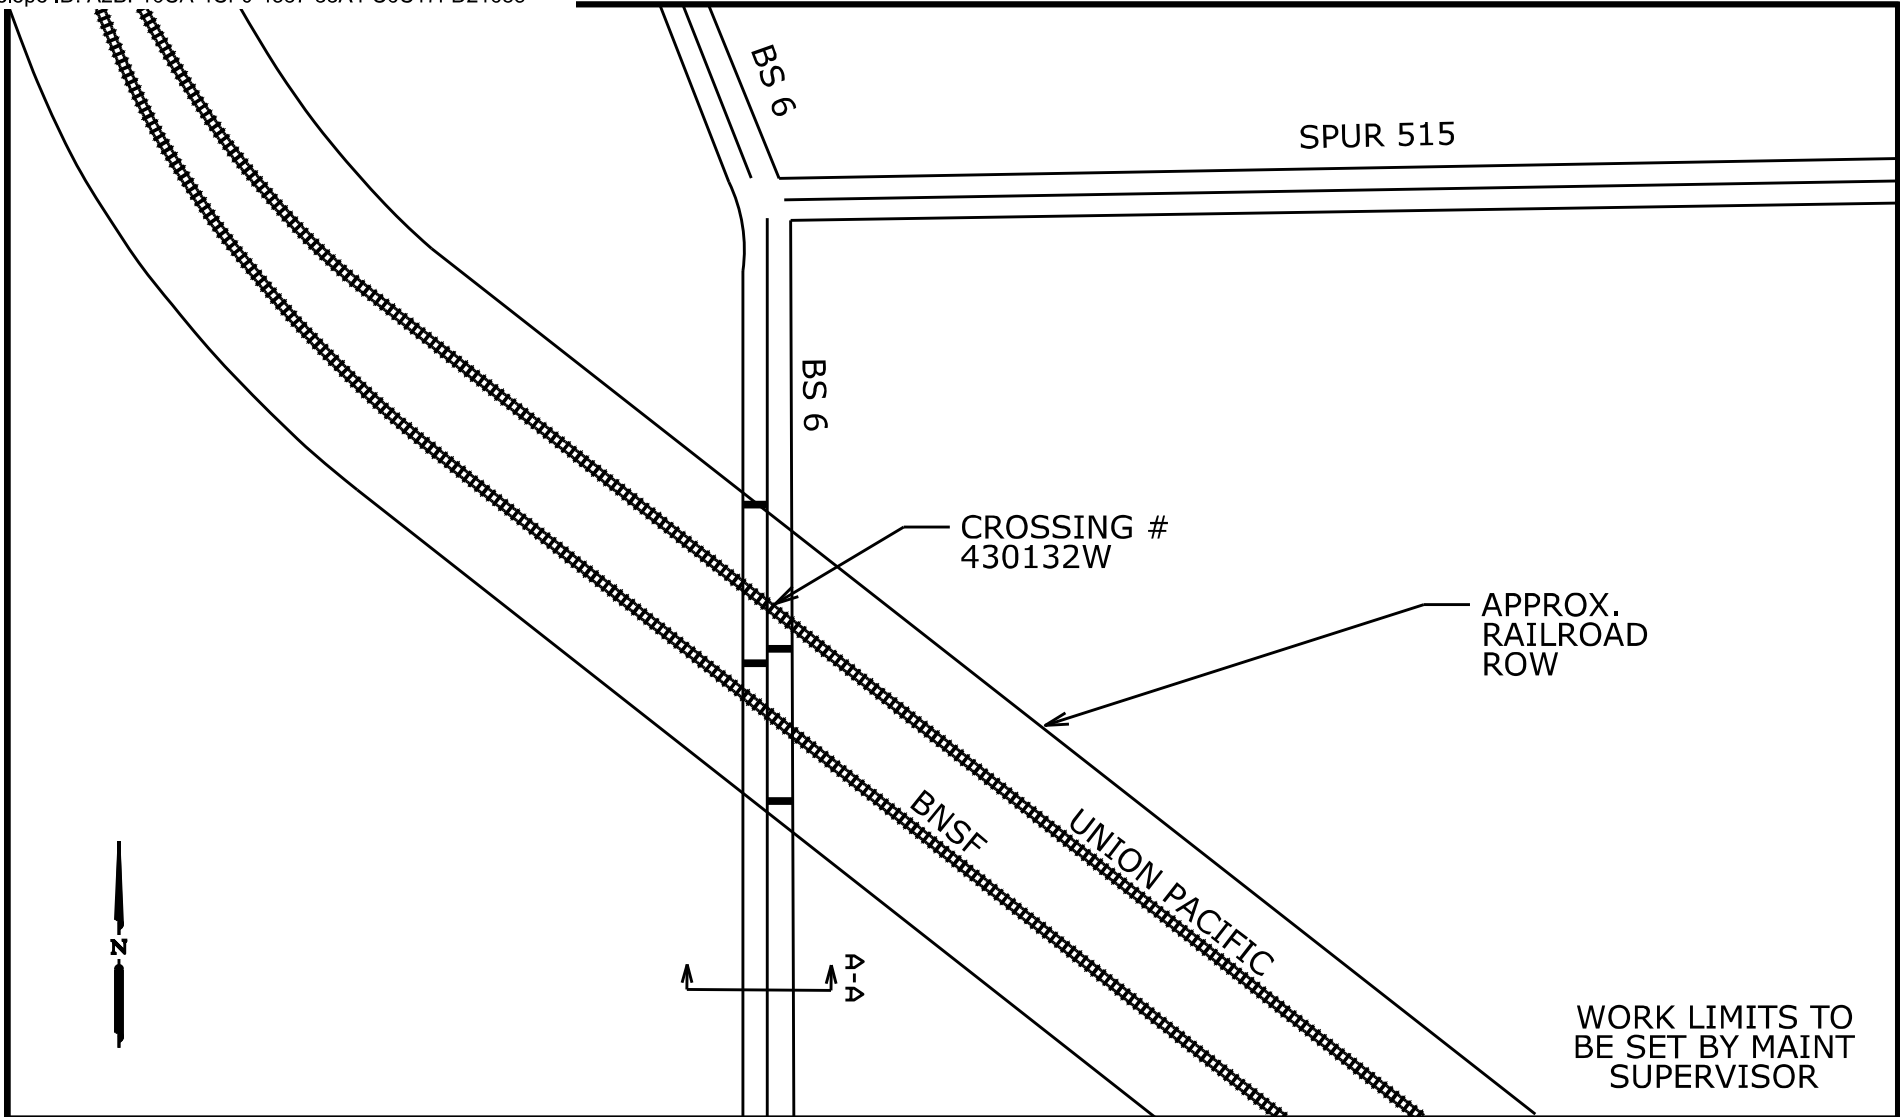 BS 6
SPUR 515
BS 6
CROSSING #
430132W
APPROX.
RAILROAD
ROW
BNSF
UNION PACIFIC
N
A-A
WORK LIMITS TO
BE SET BY MAINT
SUPERVISOR